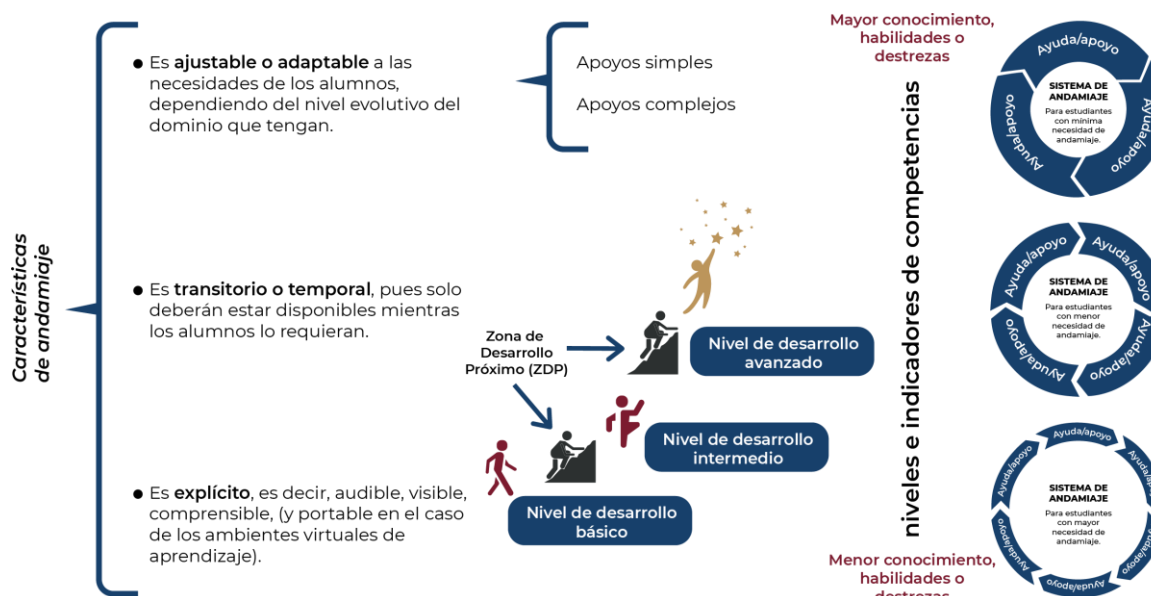 Características
de andamiaje
● Es ajustable o adaptable a las
necesidades de los alumnos,
dependiendo del nivel evolutivo del
dominio que tengan.
Apoyos simples
Apoyos complejos
● Es transitorio o temporal, pues solo
deberán estar disponibles mientras
los alumnos lo requieran.
● Es explícito, es decir, audible, visible,
comprensible, (y portable en el caso
de los ambientes virtuales de
aprendizaje).
Zona de
Desarrollo
Próximo (ZDP)
Nivel de desarrollo
avanzado
Nivel de desarrollo
intermedio
Nivel de desarrollo
básico
Mayor conocimiento,
habilidades o
destrezas
niveles e indicadores de competencias
Menor conocimiento,
habilidades o
destrezas
Ayuda/apoyo
Ayuda/apoyo
Ayuda/apoyo
SISTEMA DE
ANDAMIAJE
Para estudiantes
con mínima
necesidad de
andamiaje.
Ayuda/apoyo
Ayuda/apoyo
Ayuda/apoyo
Ayuda/apoyo
SISTEMA DE
ANDAMIAJE
Para estudiantes
con menor
necesidad de
andamiaje.
Ayuda/apoyo
Ayuda/apoyo
Ayuda/apoyo
Ayuda/apoyo
Ayuda/apoyo
Ayuda/apoyo
SISTEMA DE
ANDAMIAJE
Para estudiantes
con mayor
necesidad de
andamiaje.